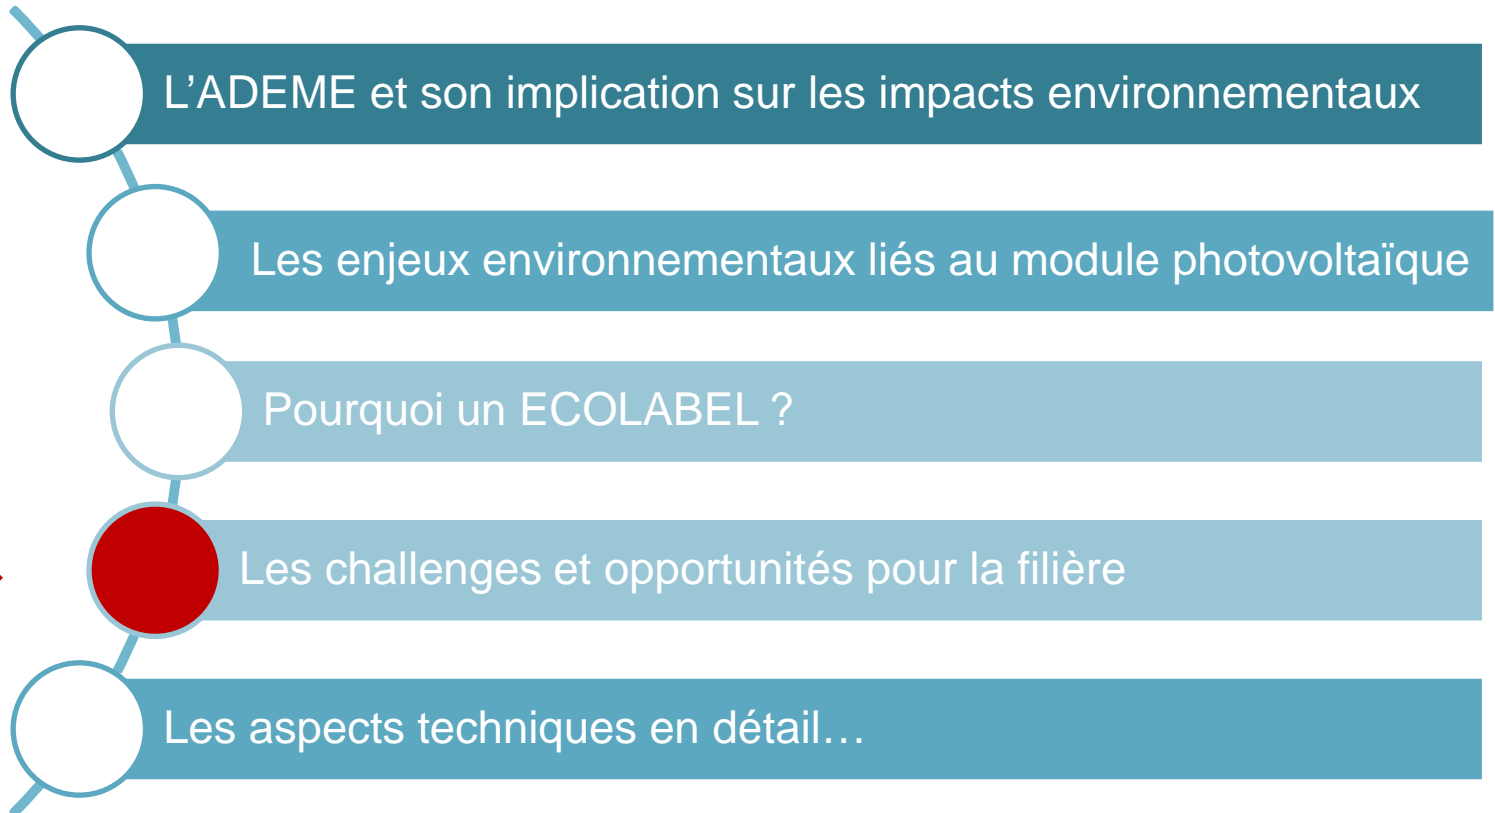 L’ADEME et son implication sur les impacts environnementaux
Les enjeux environnementaux liés au module photovoltaïque
Pourquoi un ECOLABEL ?
Les challenges et opportunités pour la filière
Les aspects techniques en détail…